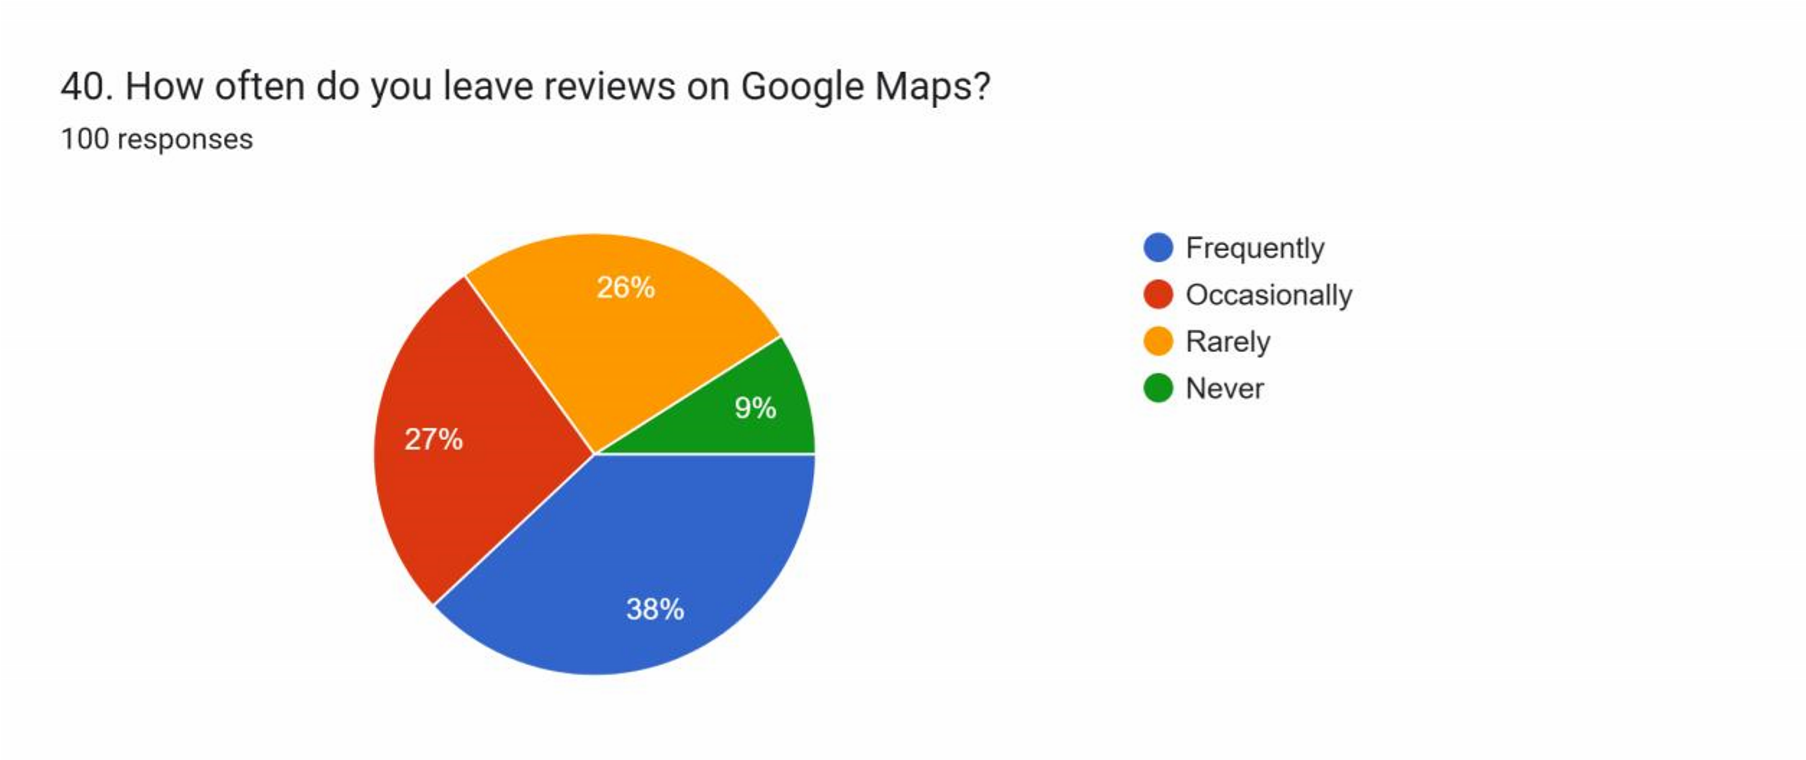 40. How often do you leave reviews on Google Maps?
100 responses
26%
9%
27%
38%
Frequently
Occasionally
Rarely
Never